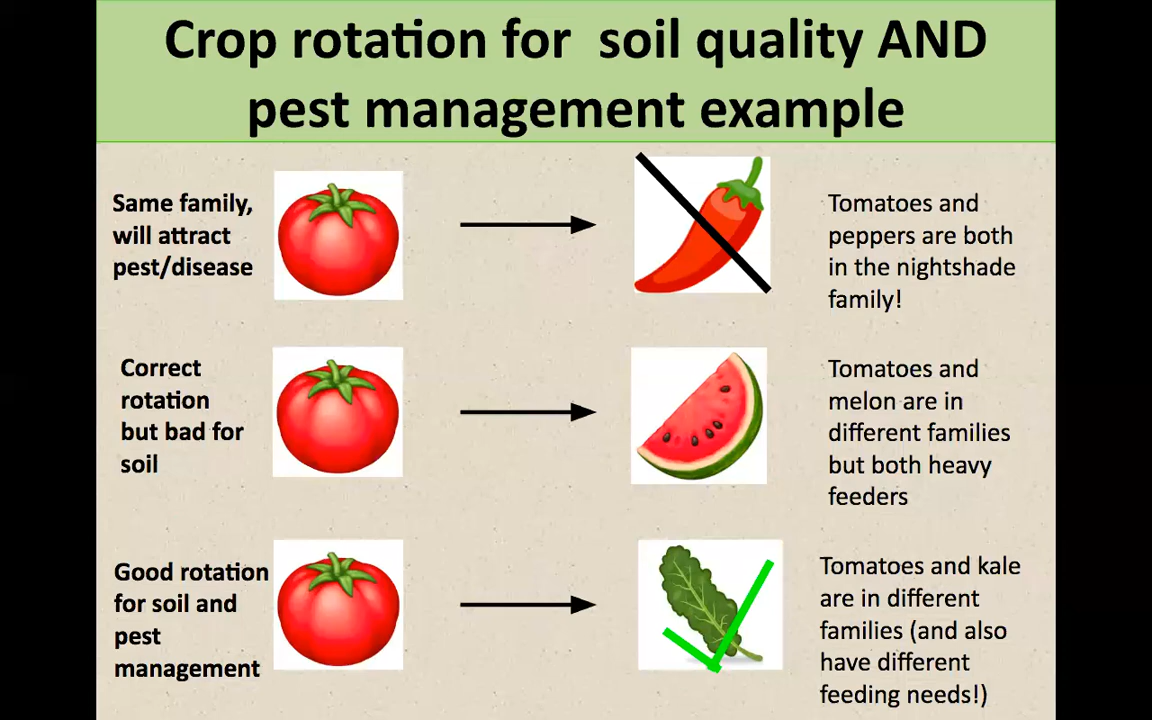 Crop rotation for soil quality AND
pest management example
Same family,
will attract
pest/disease
Tomatoes and
peppers are both
in the nightshade
family!
Correct
rotation
but bad for
soil
Tomatoes and
melon are in
different families
but both heavy
feeders
Good rotation
for soil and
pest
management
Tomatoes and kale
are in different
families (and also
have different
feeding needs!)